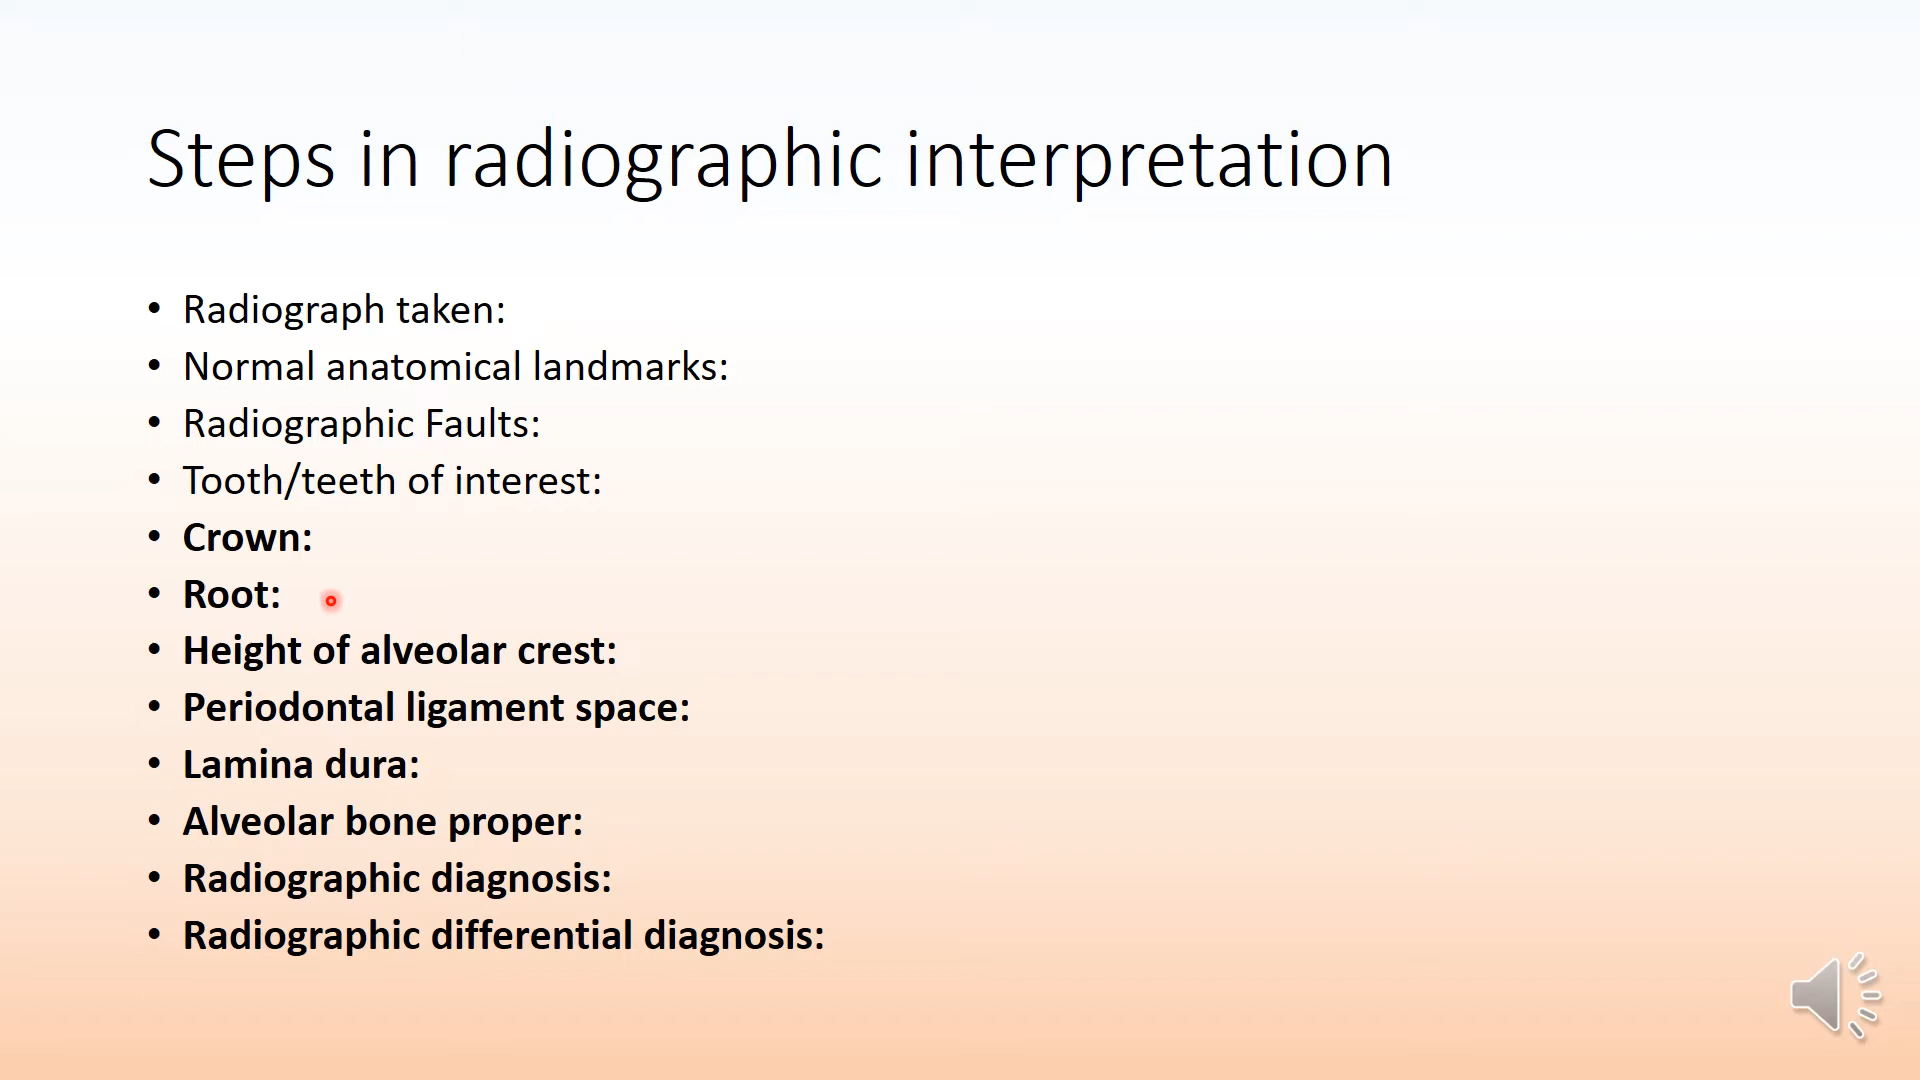 Steps in radiographic interpretation
• Radiograph taken:
• Normal anatomical landmarks:
• Radiographic Faults:
• Tooth/teeth of interest:
• Crown:
• Root:
• Height of alveolar crest:
• Periodontal ligament space:
• Lamina dura:
• Alveolar bone proper:
• Radiographic diagnosis:
• Radiographic differential diagnosis: